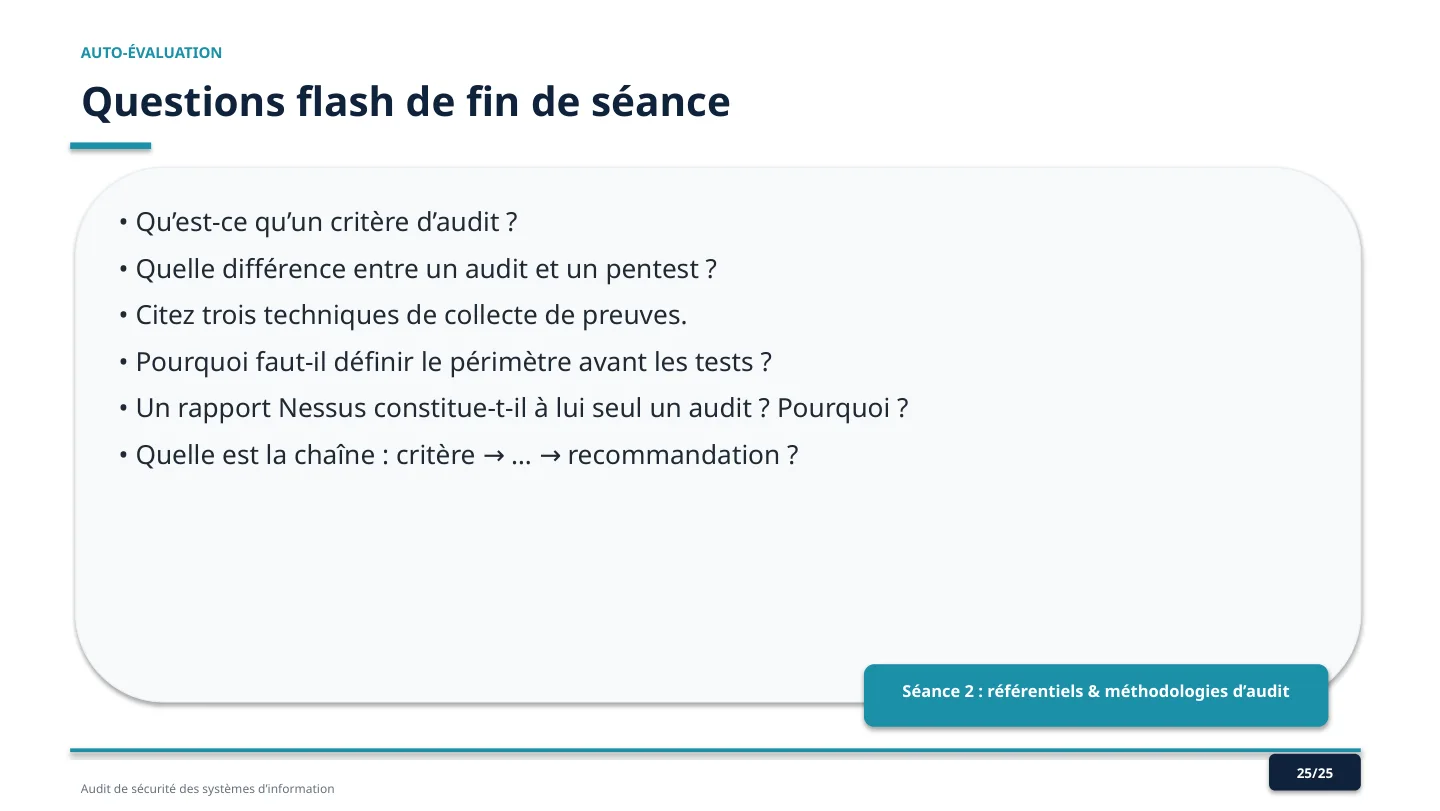 AUTO-ÉVALUATION
Questions flash de fin de séance
• Qu’est-ce qu’un critère d’audit ?
• Quelle différence entre un audit et un pentest ?
• Citez trois techniques de collecte de preuves.
• Pourquoi faut-il définir le périmètre avant les tests ?
• Un rapport Nessus constitue-t-il à lui seul un audit ? Pourquoi ?
• Quelle est la chaîne : critère → … → recommandation ?
Séance 2 : référentiels & méthodologies d’audit
25/25
Audit de sécurité des systèmes d’information